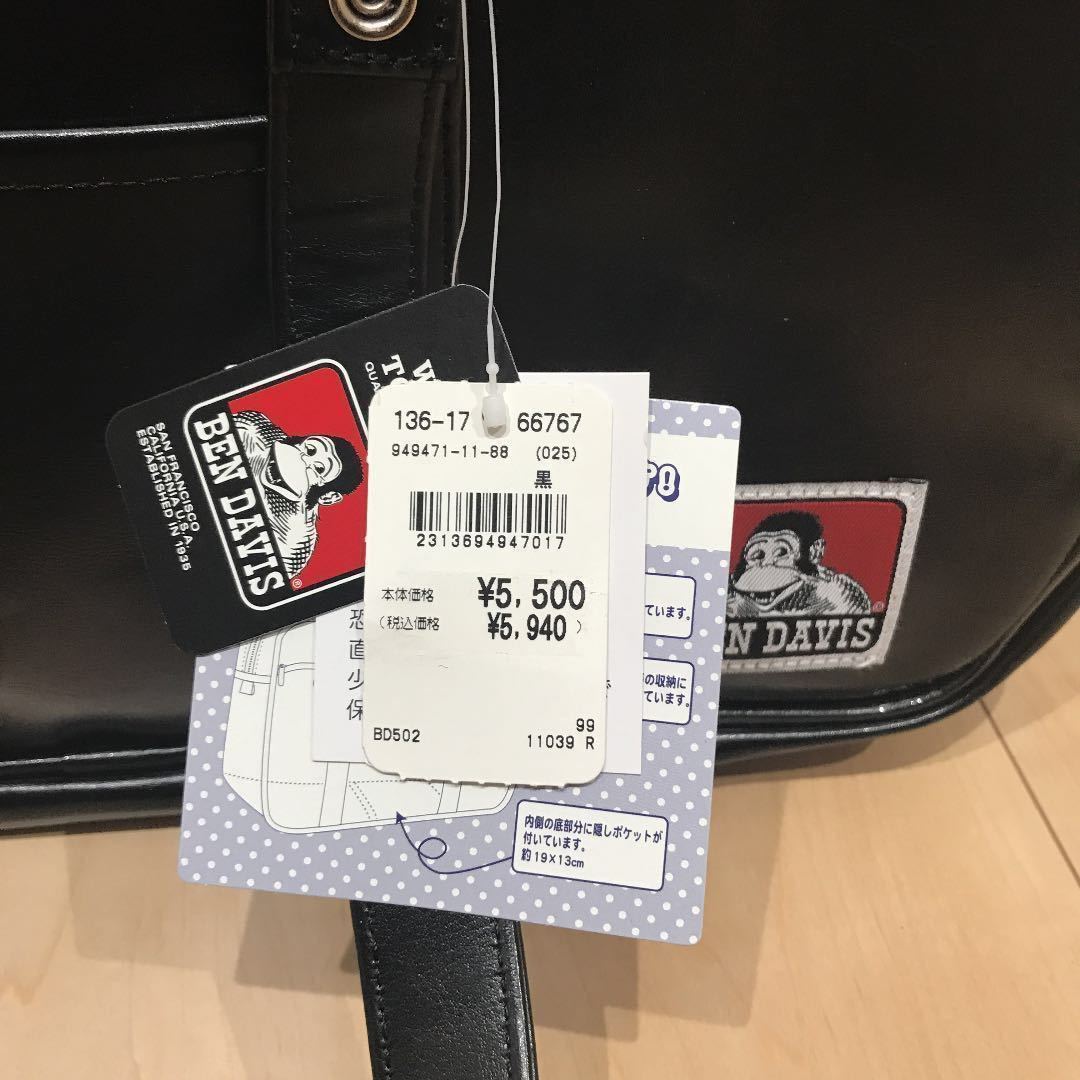 136-17 66767
949471-11-88 (025)
黒
2313694947017
本体価格 ¥5,500
(税込価格 ¥5,940)
99
BD502 11039 R
BEN DAVIS
®
SAN FRANCISCO
CALIFORNIA U.S.A.
ESTABLISHED IN 1935
P!
ています。
の収納に
ています。
内側の底部分に隠しポケットが
付いています。
約19×13cm
恐
直
少
保
N DAVIS
®